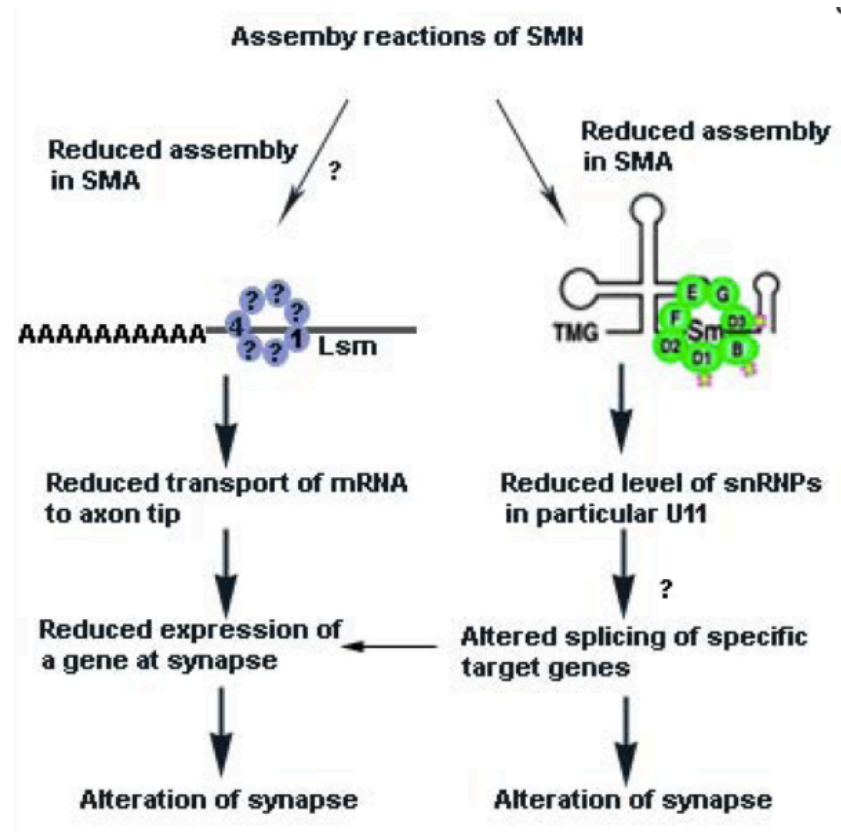 Assemby reactions of SMN
Reduced assembly
in SMA
?
Reduced assembly
in SMA
? ? ? 4 1 ? ?
AAAAAAAAAA
Lsm
E G
F D3
TMG Sm
D2 D1 B
Reduced transport of mRNA
to axon tip
Reduced level of snRNPs
in particular U11
?
Reduced expression of
a gene at synapse
Altered splicing of specific
target genes
Alteration of synapse
Alteration of synapse